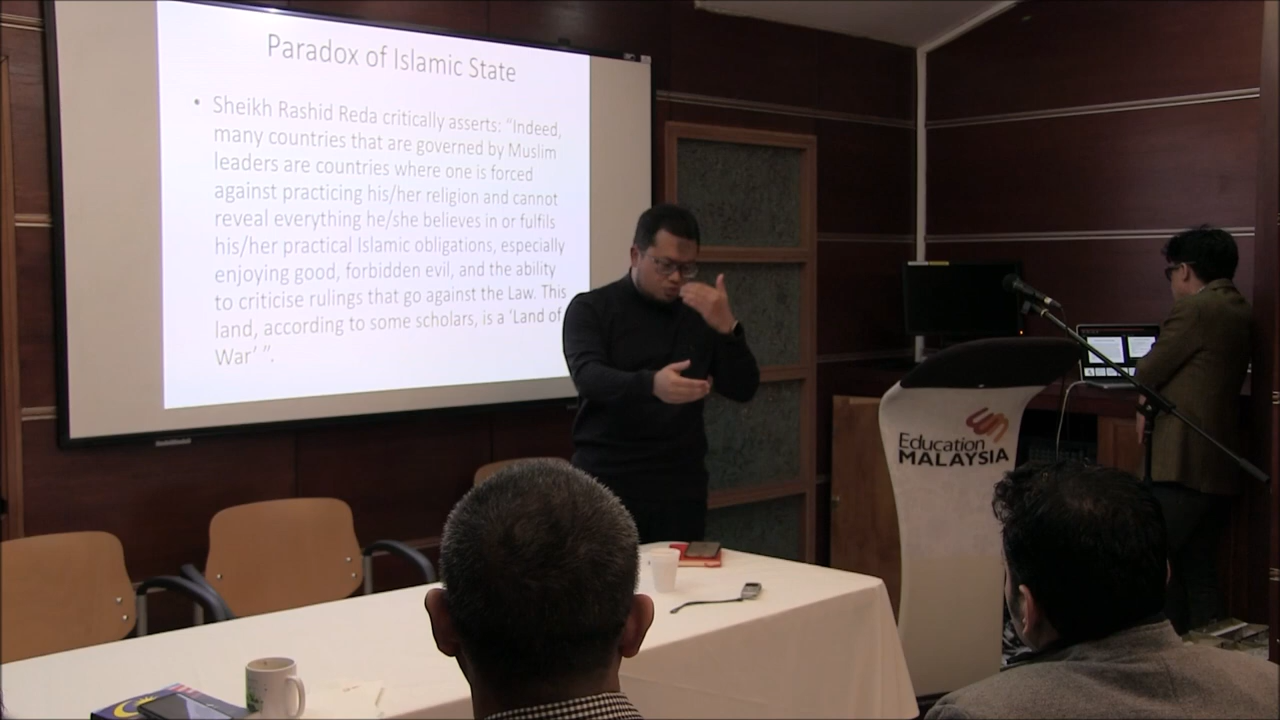 Paradox of Islamic State
• Sheikh Rashid Reda critically asserts: “Indeed,
many countries that are governed by Muslim
leaders are countries where one is forced
against practicing his/her religion and cannot
reveal everything he/she believes in or fulfils
his/her practical Islamic obligations, especially
enjoying good, forbidden evil, and the ability
to criticise rulings that go against the Law. This
land, according to some scholars, is a ‘Land of
War’ ”.
Education
MALAYSIA